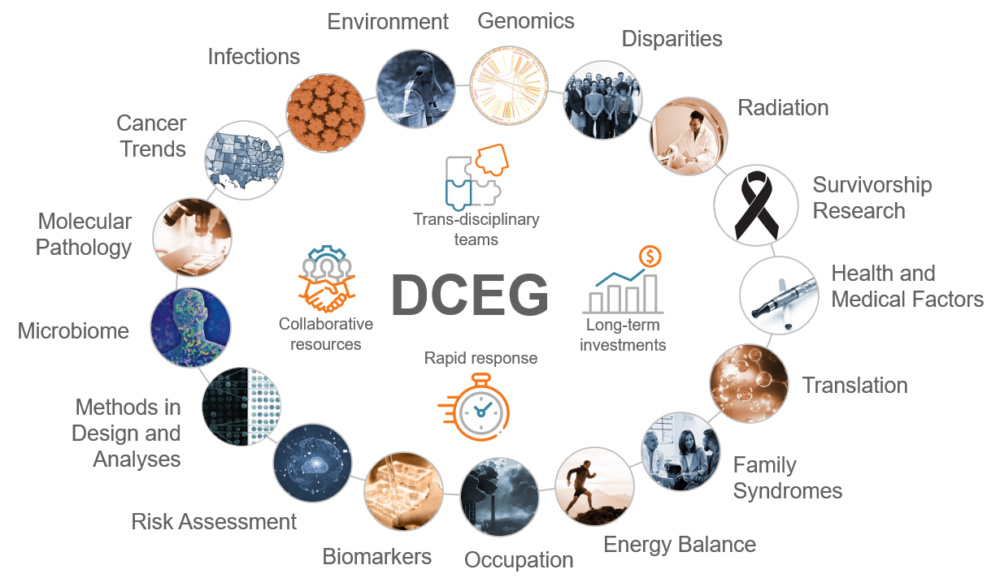 Environment
Genomics
Disparities
Infections
Radiation
Cancer
Trends
Survivorship
Research
Molecular
Pathology
Trans-disciplinary
teams
$
Health and
Medical Factors
DCEG
Collaborative
resources
Long-term
investments
Microbiome
Rapid response
Translation
Methods in
Design and
Analyses
Family
Syndromes
Risk Assessment
Energy Balance
Biomarkers
Occupation